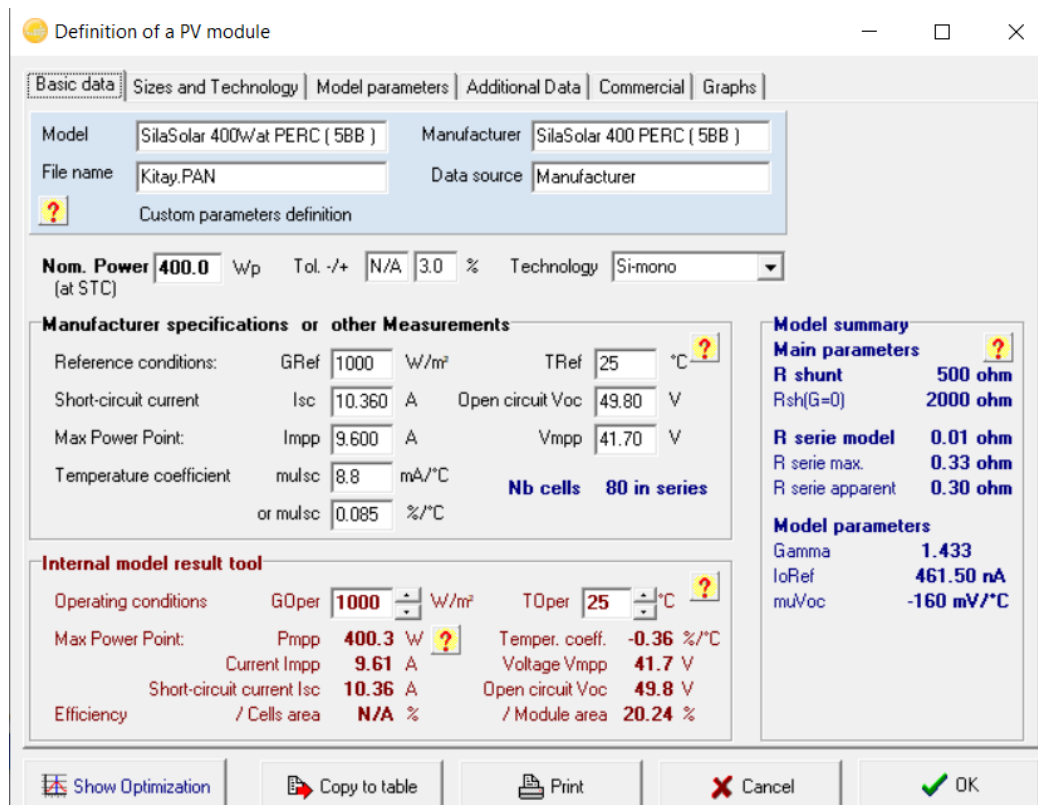 Definition of a PV module
Basic data Sizes and Technology Model parameters Additional Data Commercial Graphs
Model SilaSolar 400Wat PERC ( 5BB ) Manufacturer SilaSolar 400 PERC ( 5BB )
File name Kitay.PAN Data source Manufacturer
? Custom parameters definition
Nom. Power 400.0 Wp Tol. -/+ N/A 3.0 % Technology Si-mono
(at STC)
Manufacturer specifications or other Measurements
?
Reference conditions: GRef 1000 W/m² TRef 25 °C
Short-circuit current Isc 10.360 A Open circuit Voc 49.80 V
Max Power Point: Impp 9.600 A Vmpp 41.70 V
Temperature coefficient muIsc 8.8 mA/°C
Nb cells 80 in series
or muIsc 0.085 %/°C
Internal model result tool
?
Operating conditions GOper 1000 W/m² TOper 25 °C
Max Power Point: Pmpp 400.3 W ? Temper. coeff. -0.36 %/°C
Current Impp 9.61 A Voltage Vmpp 41.7 V
Short-circuit current Isc 10.36 A Open circuit Voc 49.8 V
Efficiency / Cells area N/A % / Module area 20.24 %
Model summary
Main parameters ?
R shunt 500 ohm
Rsh(G=0) 2000 ohm
R serie model 0.01 ohm
R serie max. 0.33 ohm
R serie apparent 0.30 ohm
Model parameters
Gamma 1.433
IoRef 461.50 nA
muVoc -160 mV/°C
Show Optimization Copy to table Print Cancel OK